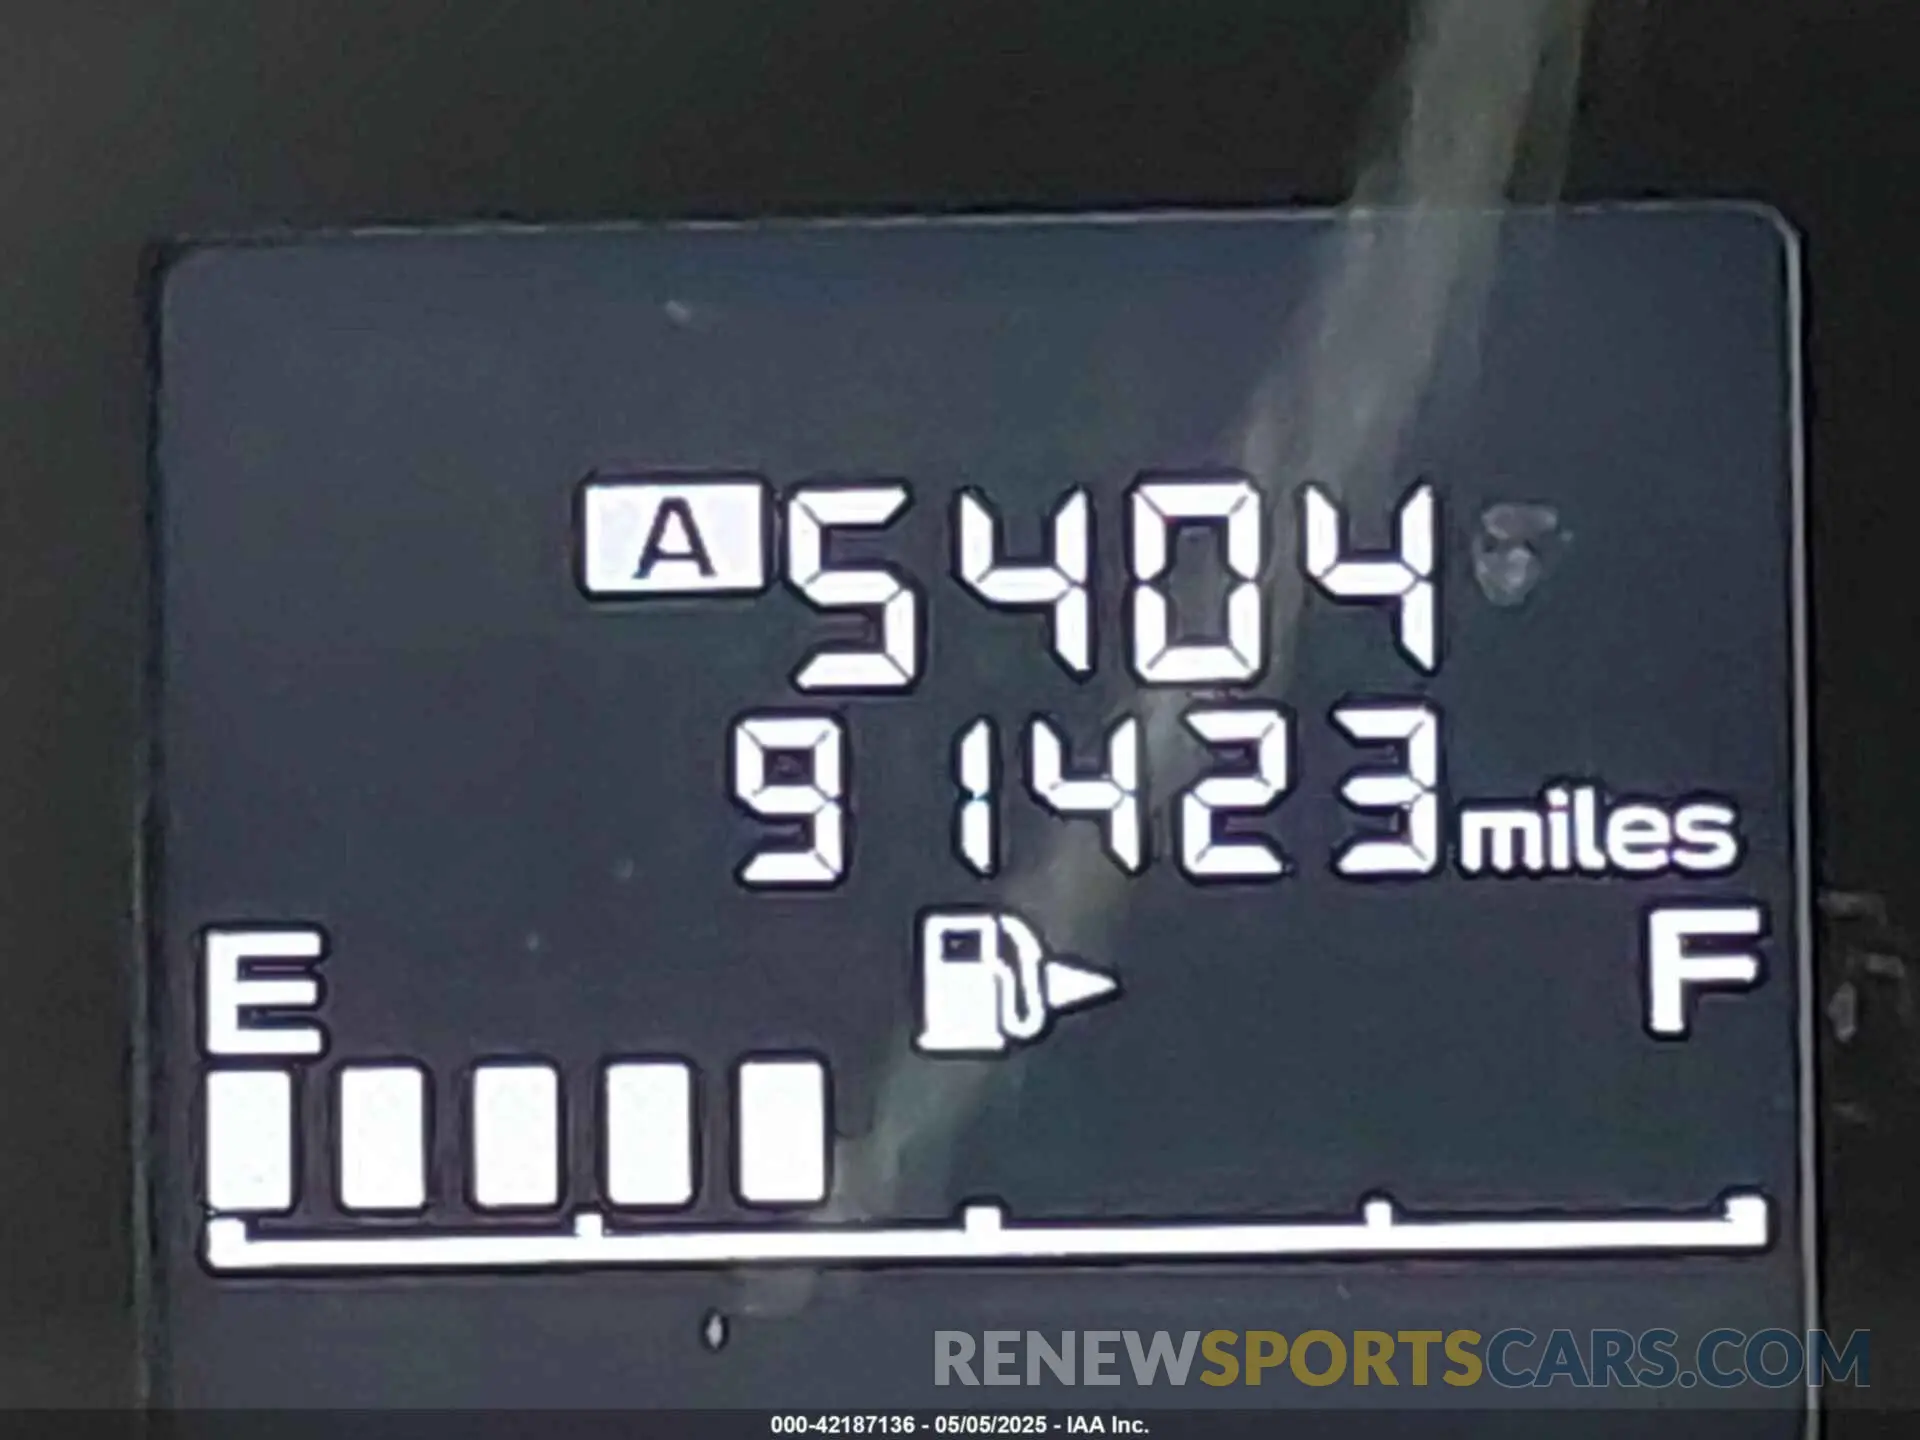 A 5404
91423 miles
E F
RENEWSPORTSCARS.COM
000-42187136 - 05/05/2025 - IAA Inc.